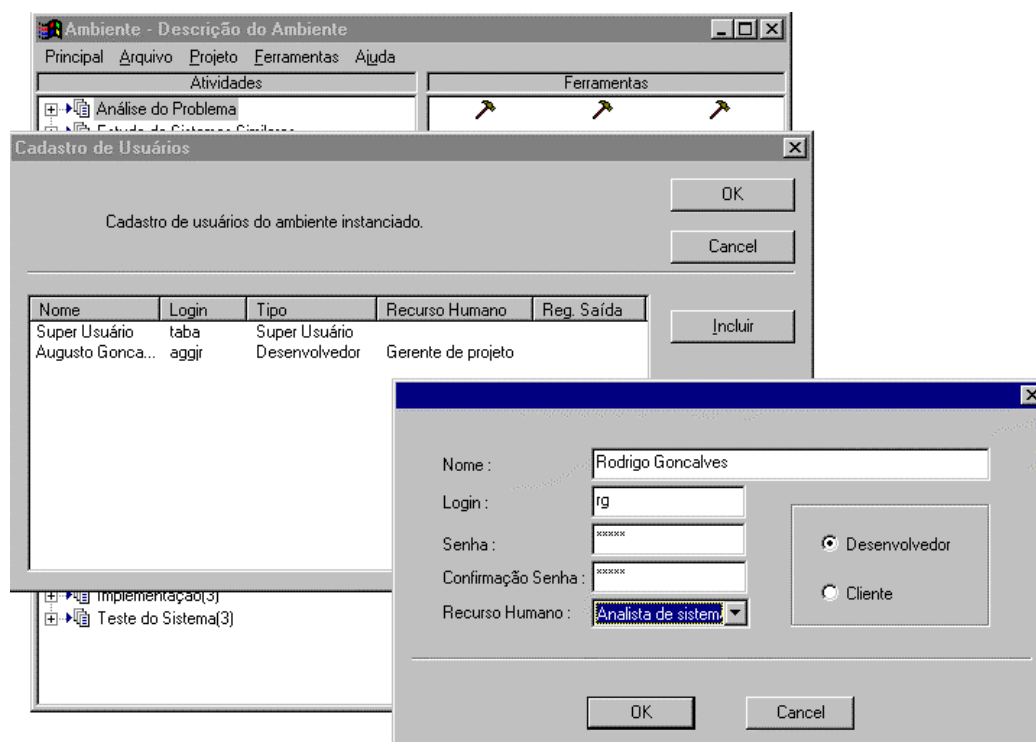 Ambiente - Descrição do Ambiente
Principal Arquivo Projeto Ferramentas Ajuda
Atividades Ferramentas
Análise do Problema
Cadastro de Usuários
OK
Cadastro de usuários do ambiente instanciado.
Cancel
Nome Login Tipo Recurso Humano Reg. Saída
Incluir
Super Usuário taba Super Usuário
Augusto Gonca... aggjr Desenvolvedor Gerente de projeto
Nome : Rodrigo Goncalves
Login : rg
Senha : xxxxx
Desenvolvedor
Confirmação Senha : xxxxx
Cliente
Recurso Humano : Analista de sistem
Implementação(3)
Teste do Sistema(3)
OK Cancel